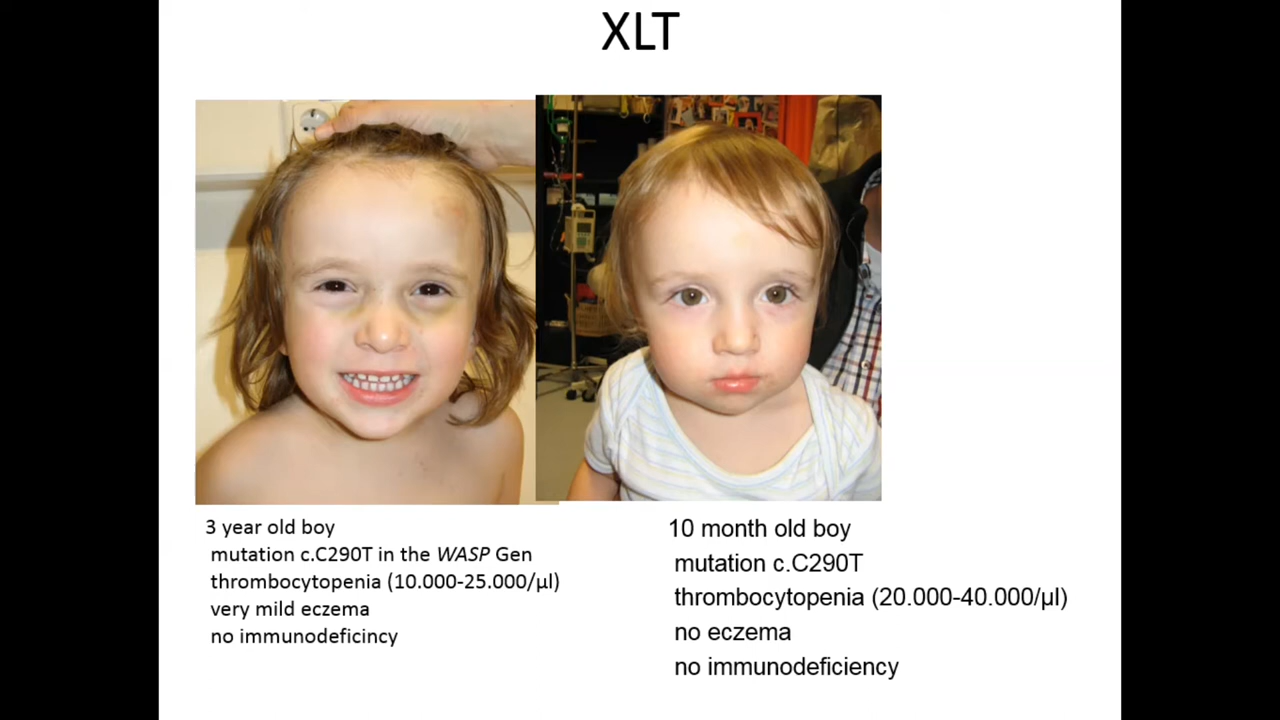 XLT
3 year old boy
mutation c.C290T in the WASP Gen
thrombocytopenia (10.000-25.000/µl)
very mild eczema
no immunodeficincy
10 month old boy
mutation c.C290T
thrombocytopenia (20.000-40.000/µl)
no eczema
no immunodeficiency